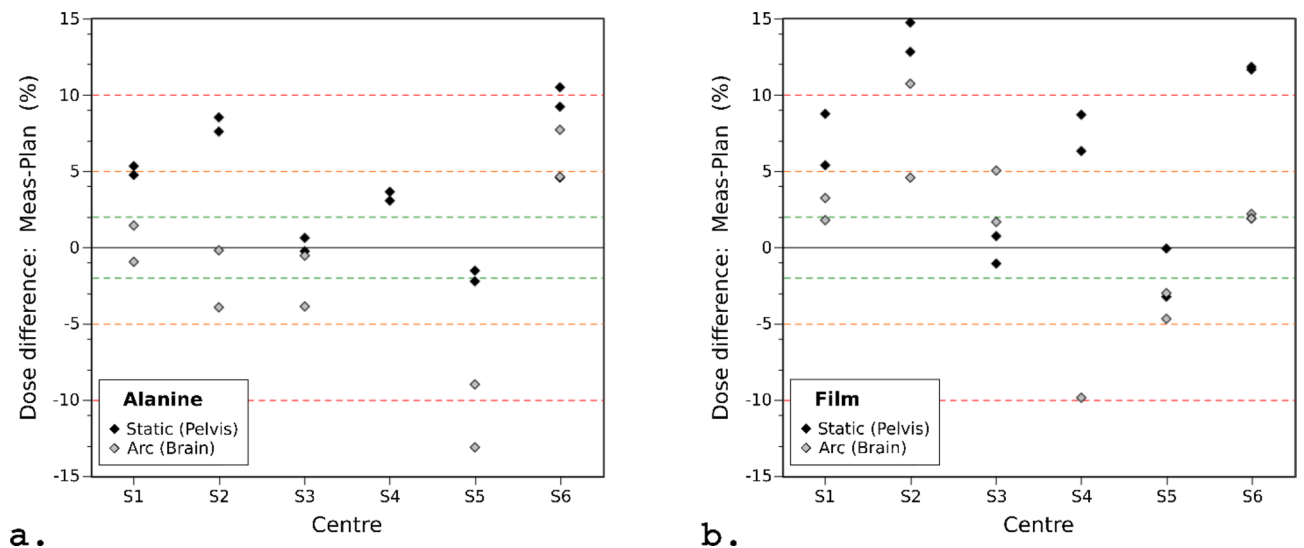 15
10
5
0
-5
-10
-15
Dose difference: Meas-Plan (%)
Alanine
Static (Pelvis)
Arc (Brain)
S1 S2 S3 S4 S5 S6
Centre
a.
15
10
5
0
-5
-10
-15
Dose difference: Meas-Plan (%)
Film
Static (Pelvis)
Arc (Brain)
S1 S2 S3 S4 S5 S6
Centre
b.